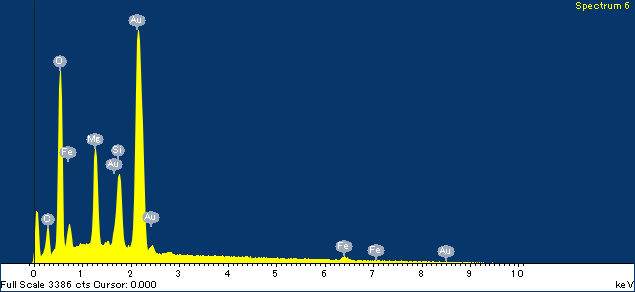 Spectrum 6
Au
O
Fe
Mg
Si
Au
Au
O
Fe
Fe
Au
0 1 2 3 4 5 6 7 8 9 10
Full Scale 3386 cts Cursor: 0.000 keV